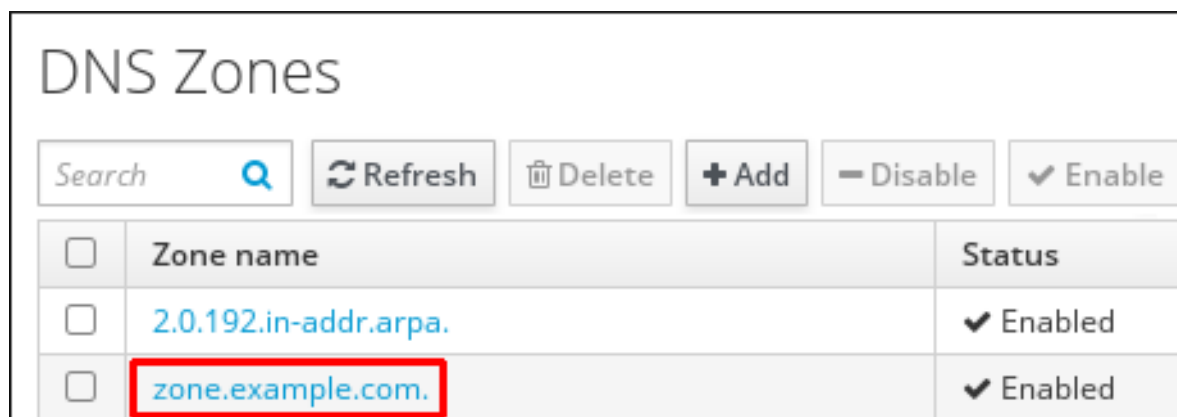 DNS Zones
Search Refresh Delete Add Disable Enable
Zone name Status
2.0.192.in-addr.arpa. Enabled
zone.example.com. Enabled